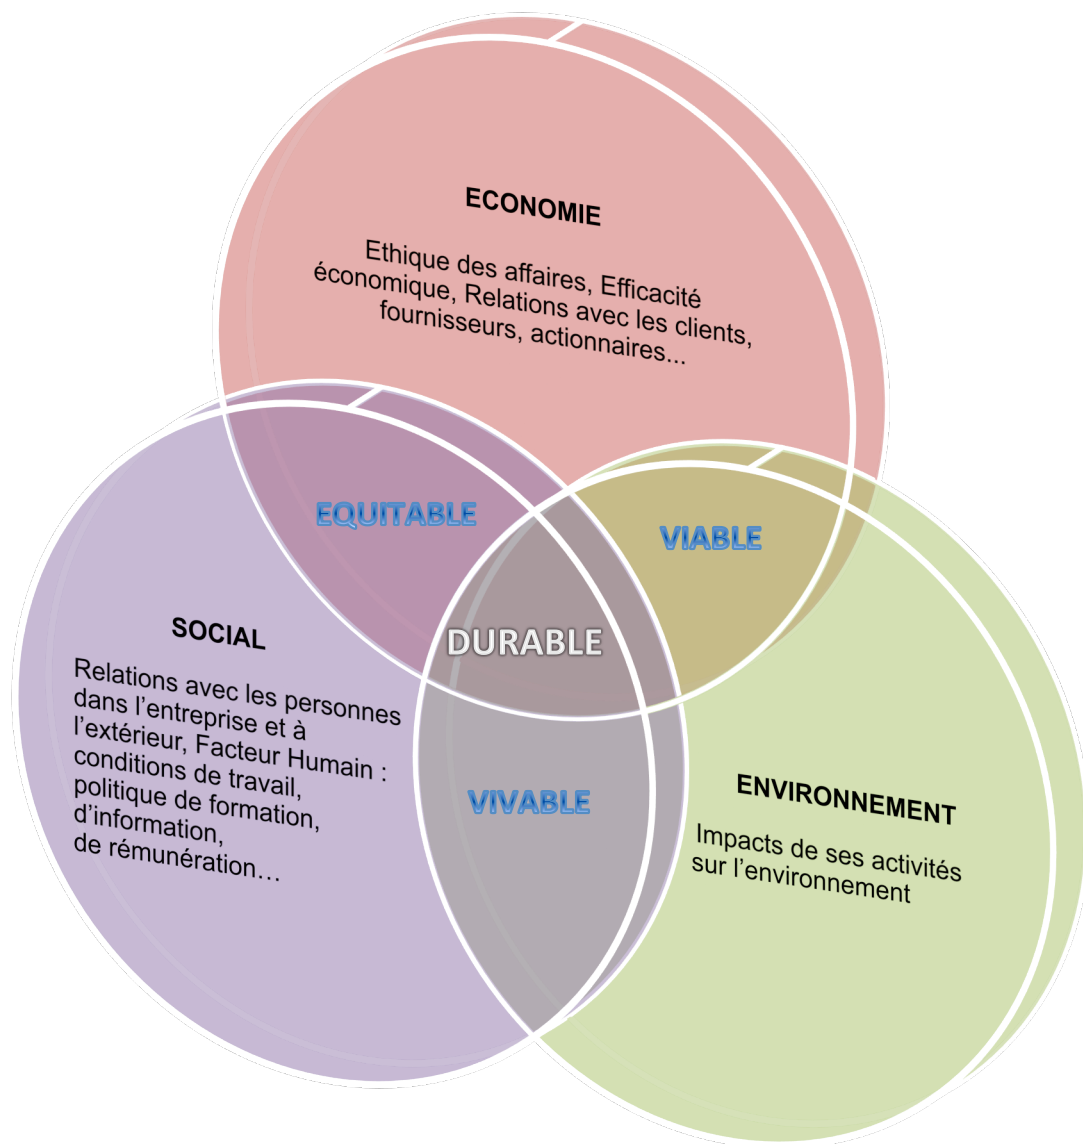 ECONOMIE
Ethique des affaires, Efficacité
économique, Relations avec les clients,
fournisseurs, actionnaires...
EQUITABLE
VIABLE
DURABLE
SOCIAL
Relations avec les personnes
dans l’entreprise et à
l’extérieur, Facteur Humain :
conditions de travail,
politique de formation,
d’information,
de rémunération…
VIVABLE
ENVIRONNEMENT
Impacts de ses activités
sur l’environnement